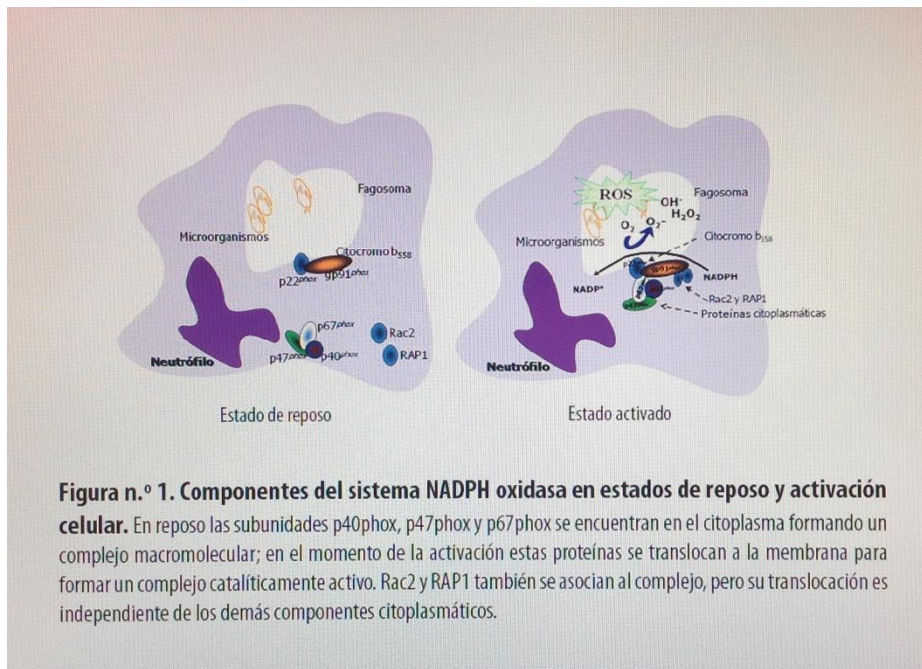 Fagosoma
Microorganismos
Citocromo b558
p22phox gp91phox
p67phox
Rac2
p47phox p40phox
RAP1
Neutrófilo
Estado de reposo
ROS
Fagosoma
OH-
O2 O2-
H2O2
Microorganismos
Citocromo b558
p22phox gp91phox
NADP+
NADPH
Rac2 y RAP1
Proteínas citoplasmáticas
Neutrófilo
Estado activado
Figura n.º 1. Componentes del sistema NADPH oxidasa en estados de reposo y activación
celular. En reposo las subunidades p40phox, p47phox y p67phox se encuentran en el citoplasma formando un
complejo macromolecular; en el momento de la activación estas proteínas se translocan a la membrana para
formar un complejo catalíticamente activo. Rac2 y RAP1 también se asocian al complejo, pero su translocación es
independiente de los demás componentes citoplasmáticos.